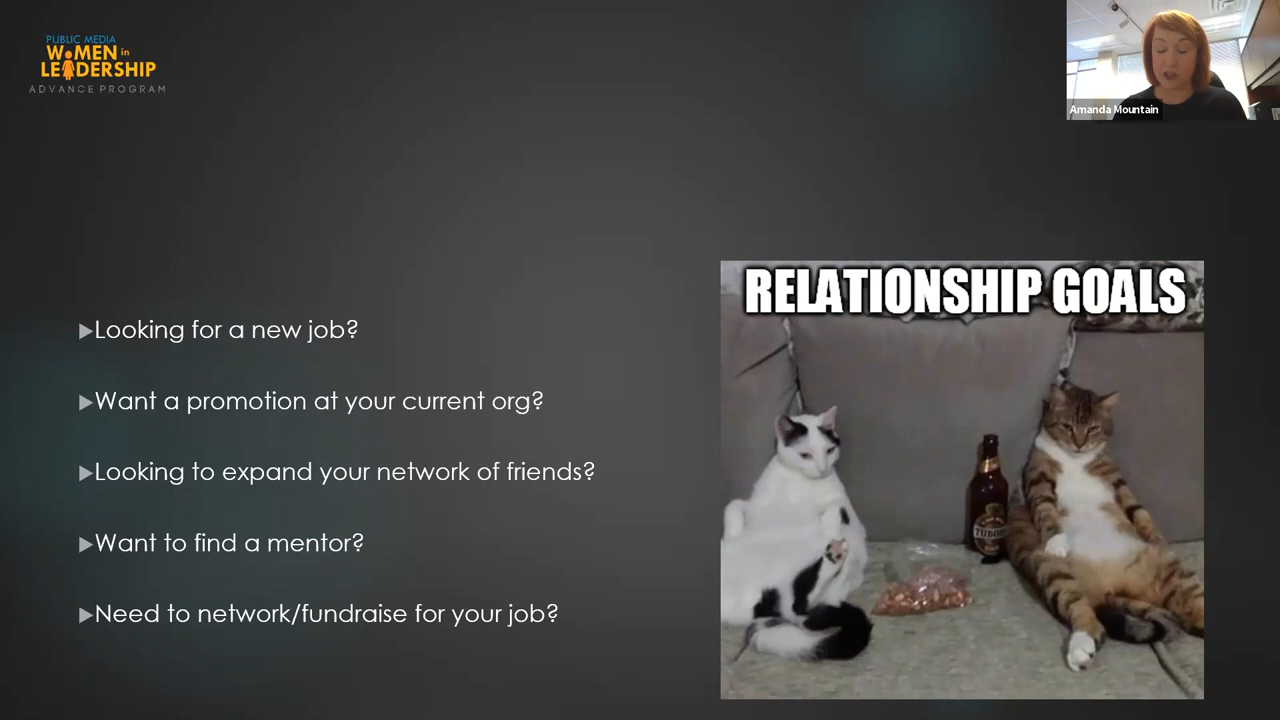 PUBLIC MEDIA
WOMEN in
LEADERSHIP
ADVANCE PROGRAM
Amanda Mountain
RELATIONSHIP GOALS
Looking for a new job?
Want a promotion at your current org?
Looking to expand your network of friends?
Want to find a mentor?
Need to network/fundraise for your job?